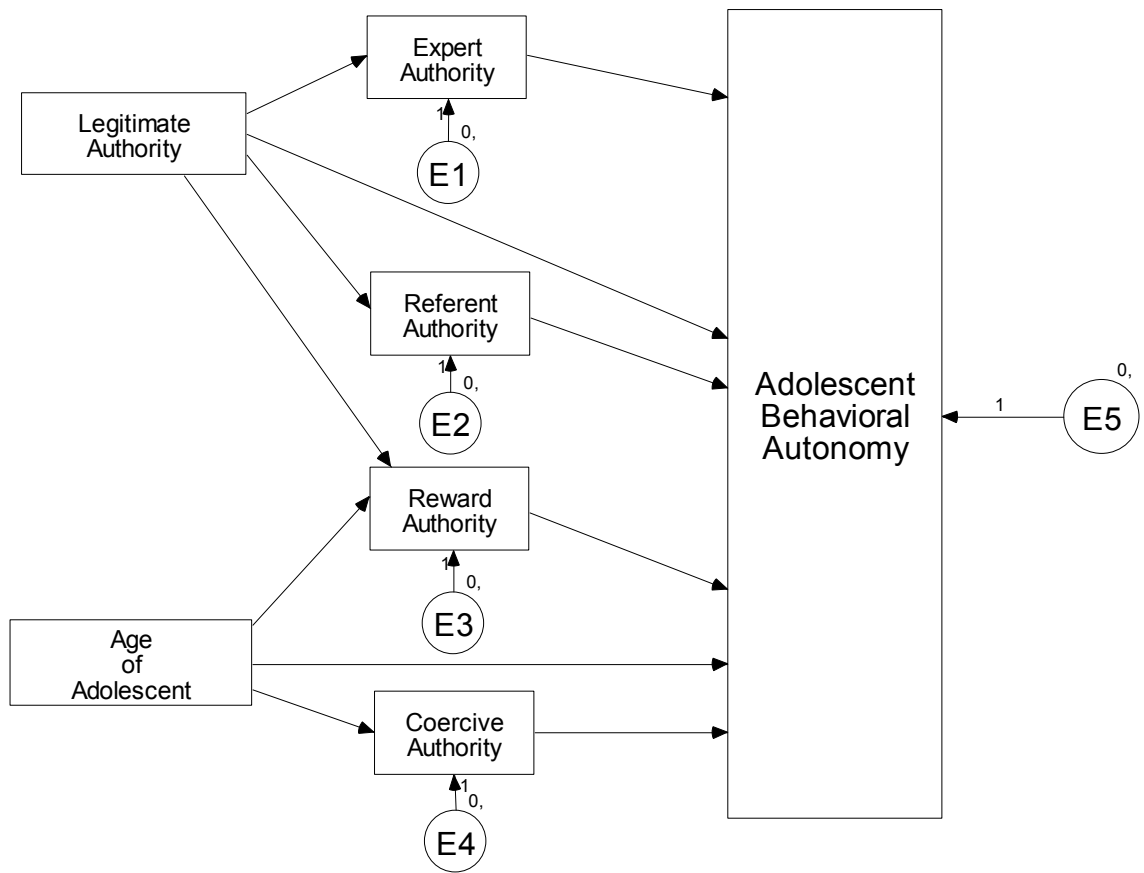 Expert
Authority
1
0,
E1
Legitimate
Authority
Referent
Authority
1
0,
E2
Reward
Authority
1
0,
E3
Age
of
Adolescent
Coercive
Authority
1
0,
E4
Adolescent
Behavioral
Autonomy
1
0,
E5